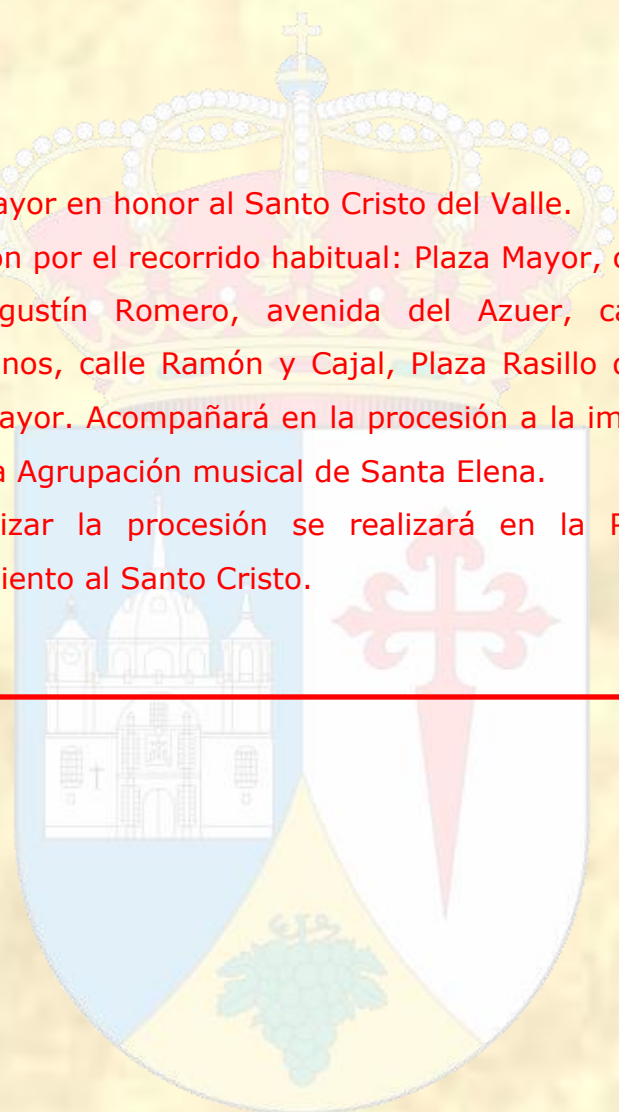 ayor en honor al Santo Cristo del Valle.
ón por el recorrido habitual: Plaza Mayor,
gustín Romero, avenida del Azuer, ca
nos, calle Ramón y Cajal, Plaza Rasillo
ayor. Acompañará en la procesión a la im
a Agrupación musical de Santa Elena.
izar la procesión se realizará en la P
iento al Santo Cristo.